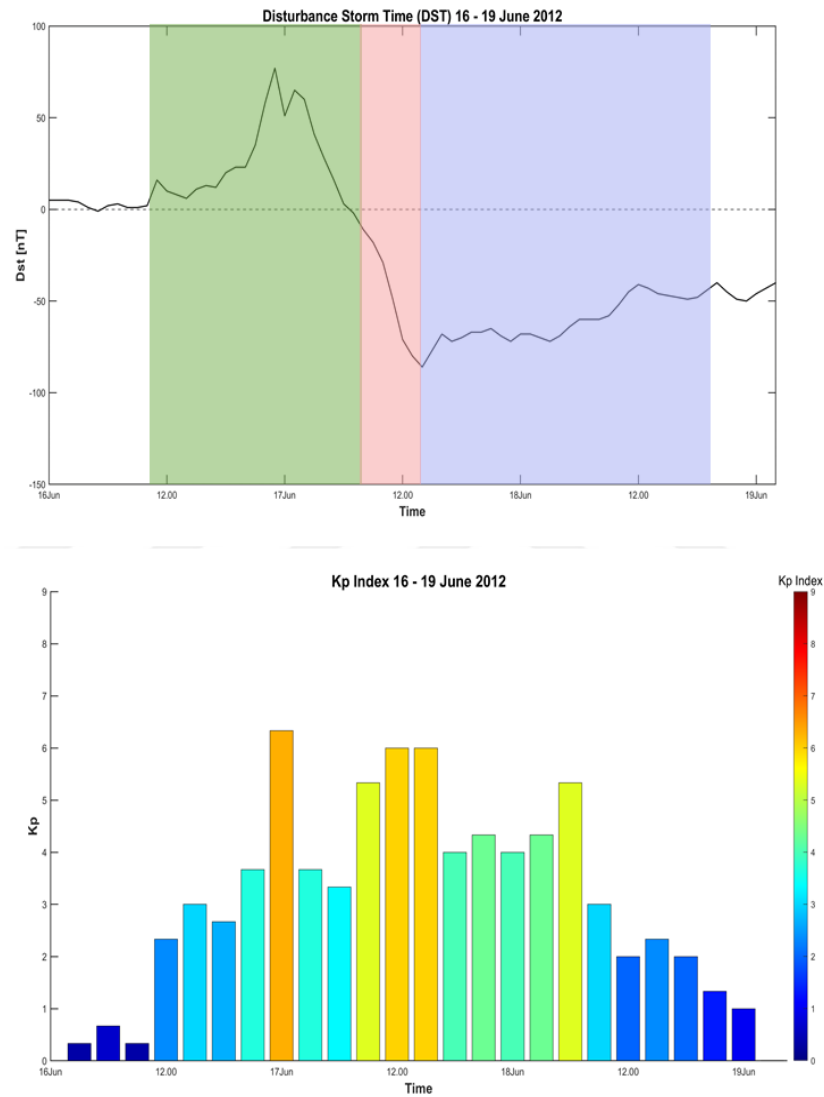 Disturbance Storm Time (DST) 16 - 19 June 2012
100
50
0
-50
-100
-150
Dst [nT]
16Jun 12.00 17Jun 12.00 18Jun 12.00 19Jun
Time
Kp Index 16 - 19 June 2012
Kp Index
9 9
8 8
7 7
6 6
5 5
4 4
3 3
2 2
1 1
0 0
Kp
16Jun 12.00 17Jun 12.00 18Jun 12.00 19Jun
Time